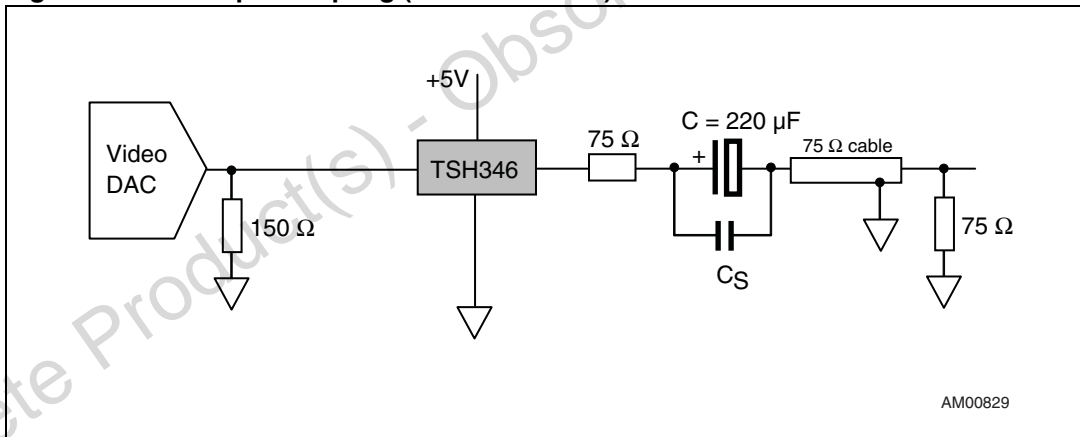 +5V
Video
DAC
150 Ω
TSH346
75 Ω
C = 220 µF
+
CS
75 Ω cable
75 Ω
AM00829